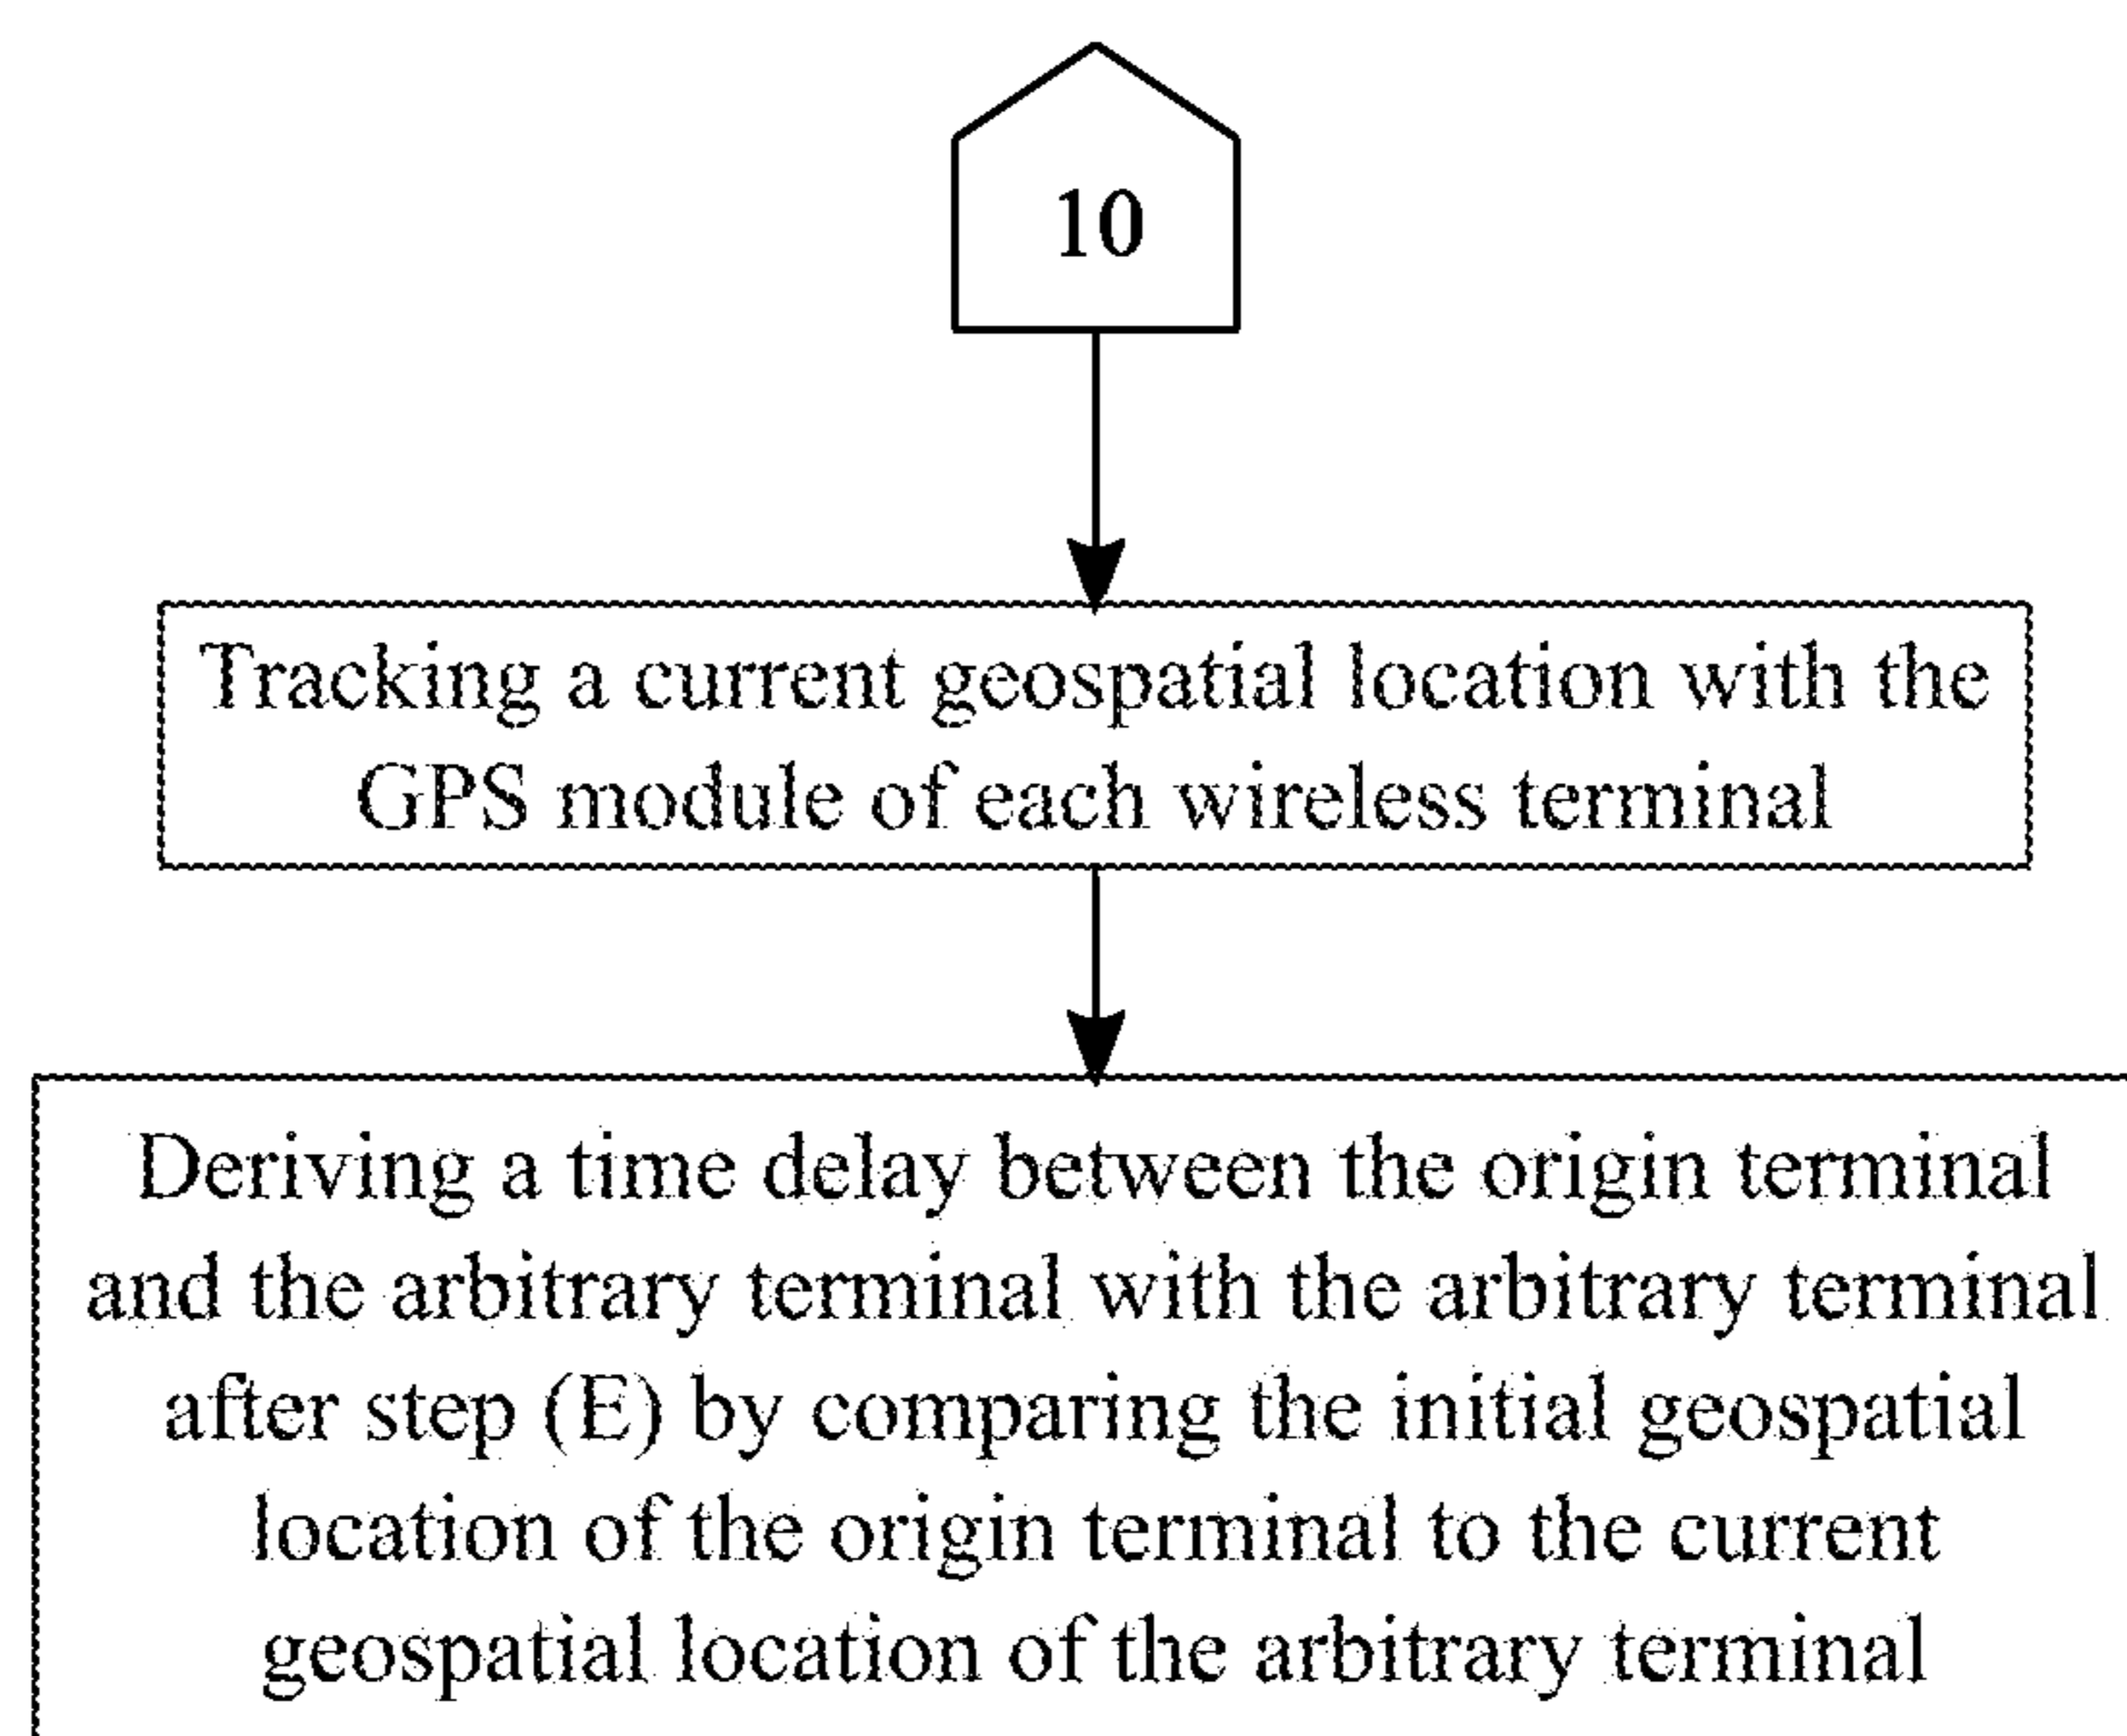 10
Tracking a current geospatial location with the
GPS module of each wireless terminal
Deriving a time delay between the origin terminal
and the arbitrary terminal with the arbitrary terminal
after step (E) by comparing the initial geospatial
location of the origin terminal to the current
geospatial location of the arbitrary terminal